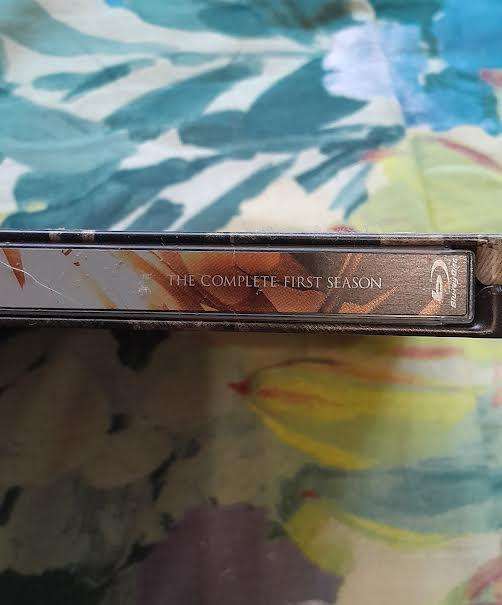 THE COMPLETE FIRST SEASON